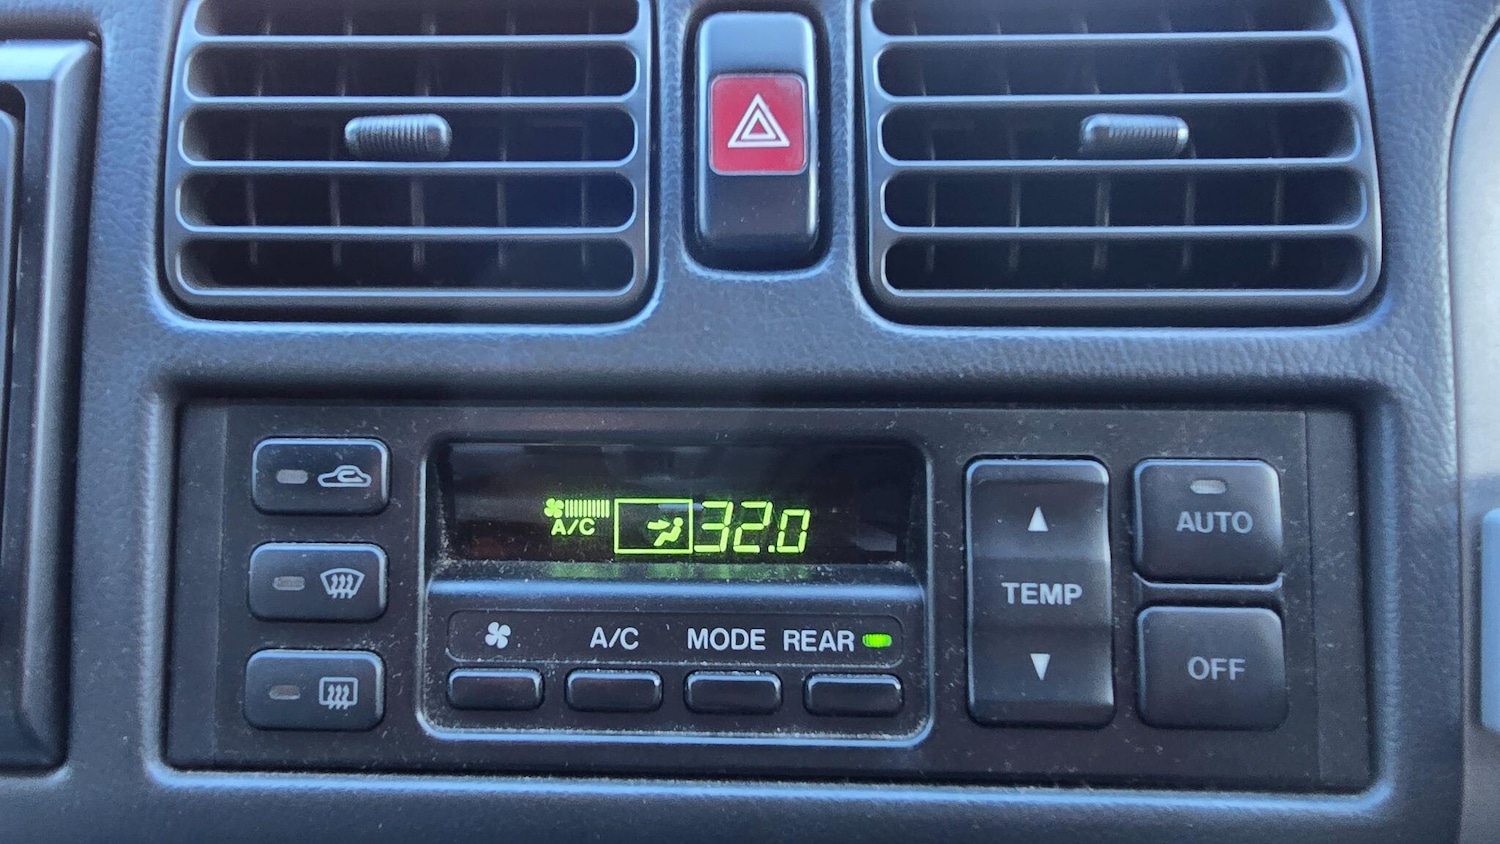 A/C
32.0
A/C MODE REAR
TEMP
AUTO
OFF